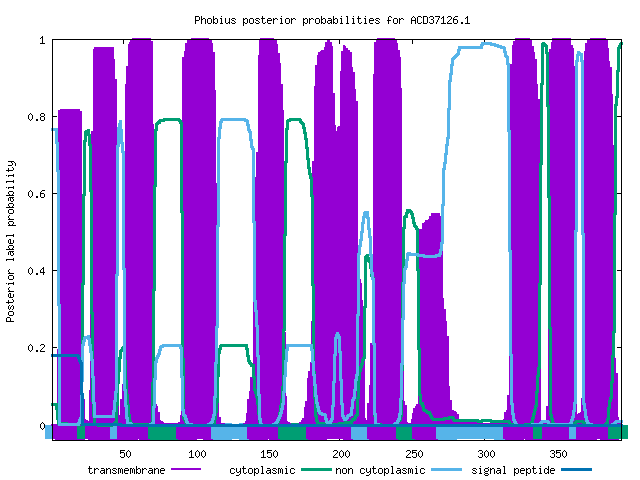 Phobius posterior probabilities for ACD37126.1
1
0.8
0.6
0.4
0.2
0
Posterior label probability
50 100 150 200 250 300 350
transmembrane cytoplasmic non cytoplasmic signal peptide